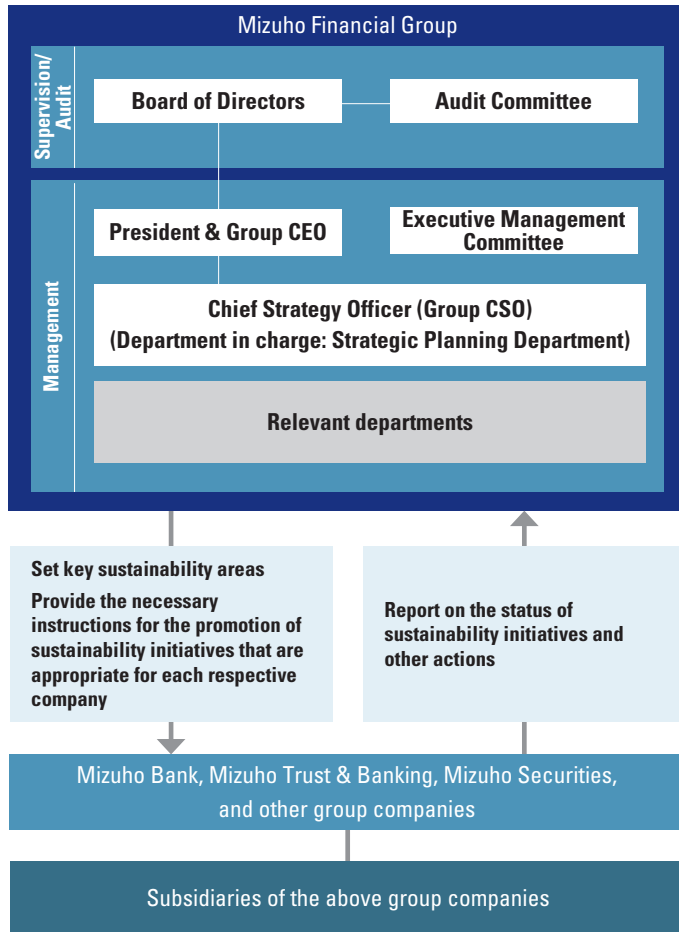 Mizuho Financial Group
Supervision/
Audit
Board of Directors
Audit Committee
Management
President & Group CEO
Executive Management
Committee
Chief Strategy Officer (Group CSO)
(Department in charge: Strategic Planning Department)
Relevant departments
Set key sustainability areas
Provide the necessary
instructions for the promotion of
sustainability initiatives that are
appropriate for each respective
company
Report on the status of
sustainability initiatives and
other actions
Mizuho Bank, Mizuho Trust & Banking, Mizuho Securities,
and other group companies
Subsidiaries of the above group companies